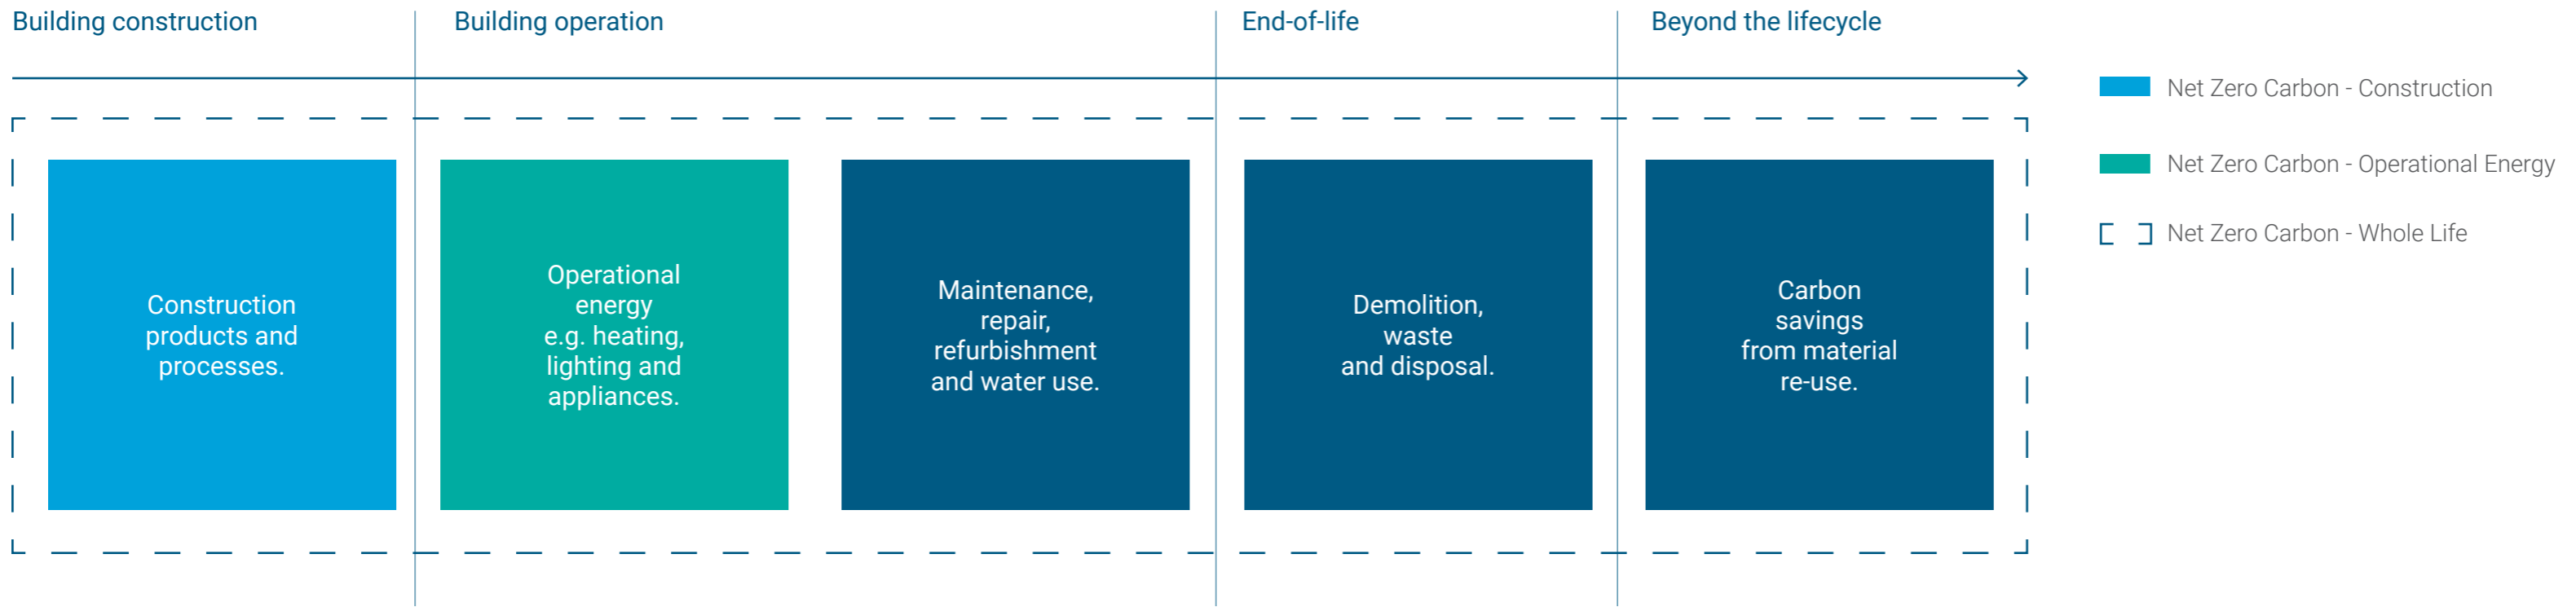 Building construction
Building operation
End-of-life
Beyond the lifecycle
Net Zero Carbon - Construction
Net Zero Carbon - Operational Energy
Net Zero Carbon - Whole Life
Construction
products and
processes.
Operational
energy
e.g. heating,
lighting and
appliances.
Maintenance,
repair,
refurbishment
and water use.
Demolition,
waste
and disposal.
Carbon
savings
from material
re-use.